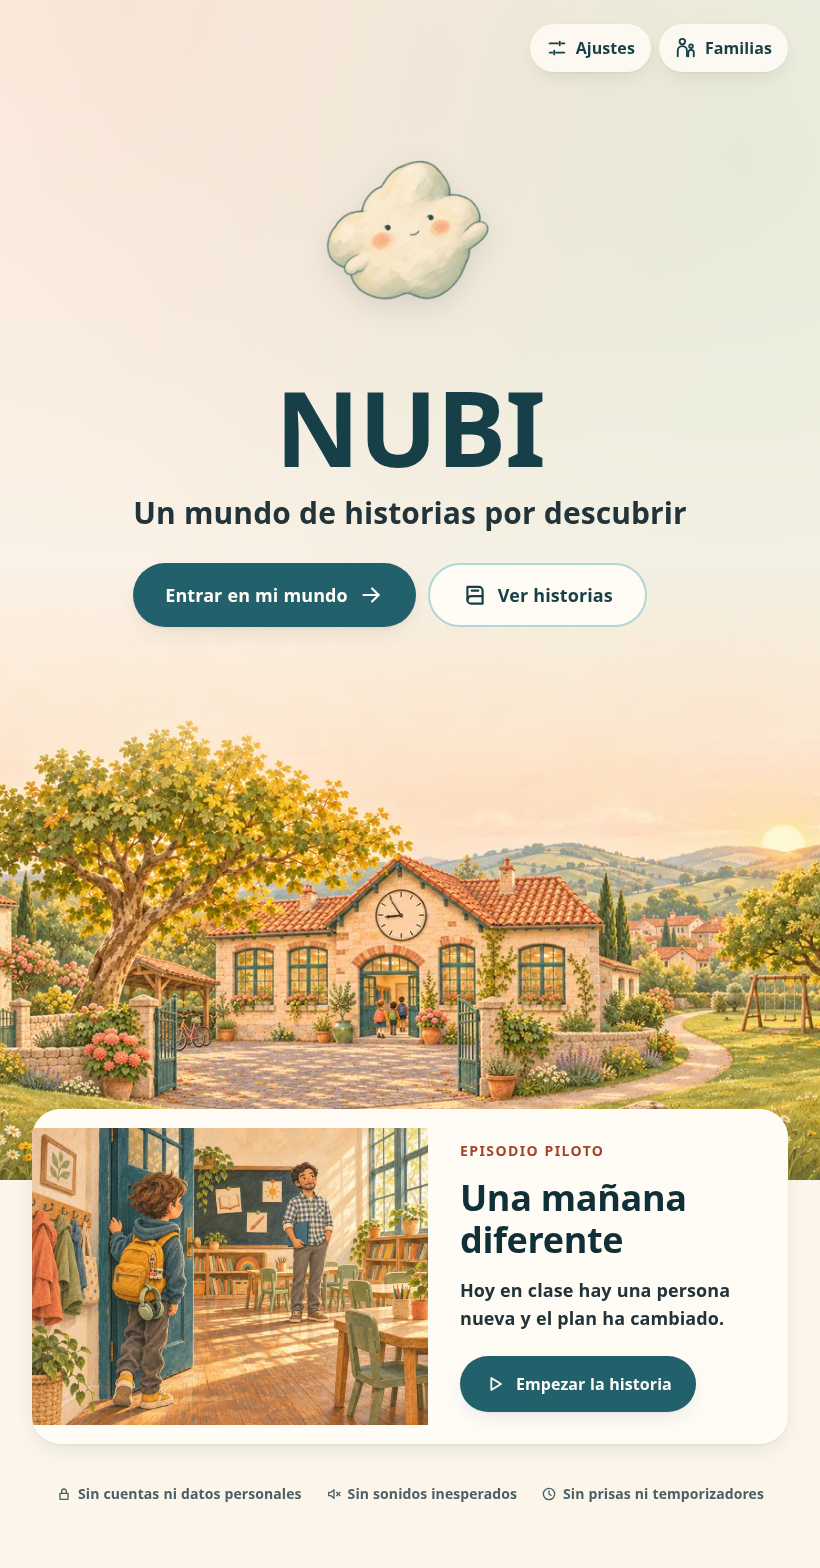 Ajustes
Familias
NUBI
Un mundo de historias por descubrir
Entrar en mi mundo
Ver historias
EPISODIO PILOTO
Una mañana
diferente
Hoy en clase hay una persona
nueva y el plan ha cambiado.
Empezar la historia
Sin cuentas ni datos personales
Sin sonidos inesperados
Sin prisas ni temporizadores